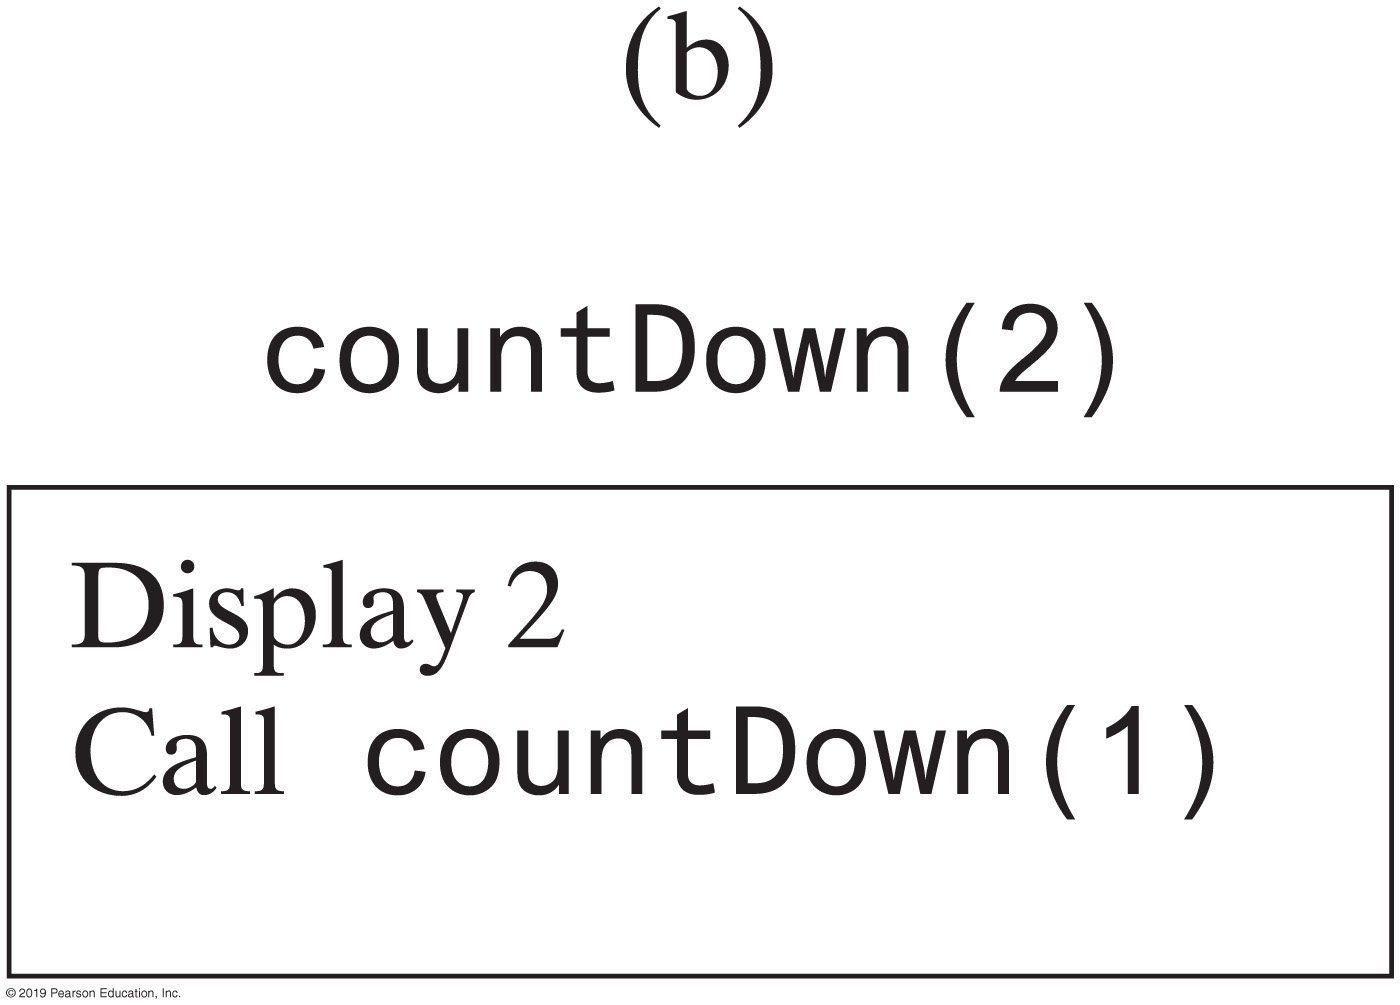 (b)
countDown(2)
Display 2
Call countDown(1)
© 2019 Pearson Education, Inc.